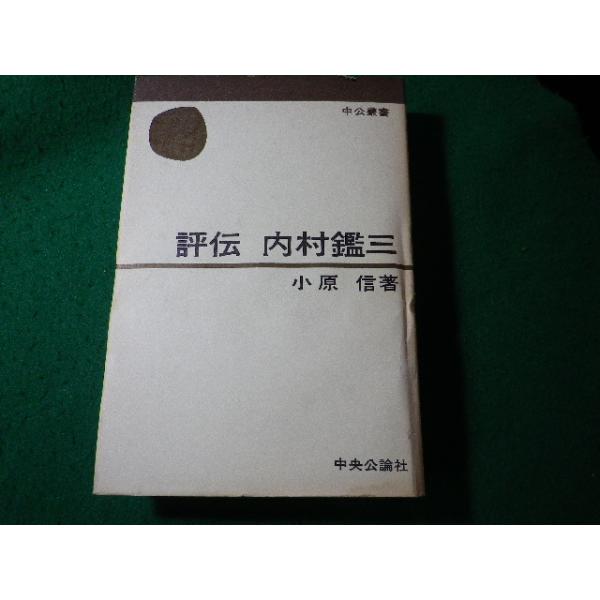 中公叢書
評伝 内村鑑三
小原 信著
中央公論社